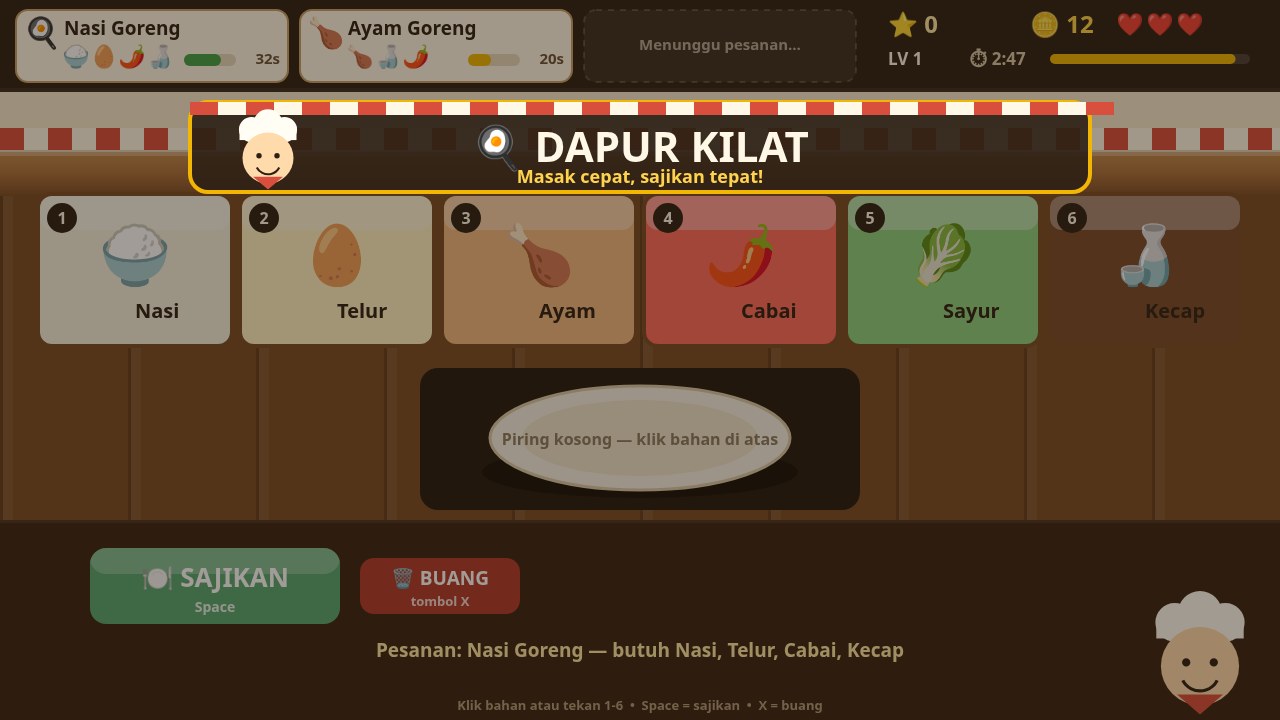 Nasi Goreng
32s
Ayam Goreng
20s
Menunggu pesanan...
0
12
LV 1
2:47
DAPUR KILAT
Masak cepat, sajikan tepat!
1
Nasi
2
Telur
3
Ayam
4
Cabai
5
Sayur
6
Kecap
Piring kosong — klik bahan di atas
SAJIKAN
Space
BUANG
tombol X
Pesanan: Nasi Goreng — butuh Nasi, Telur, Cabai, Kecap
Klik bahan atau tekan 1-6 • Space = sajikan • X = buang